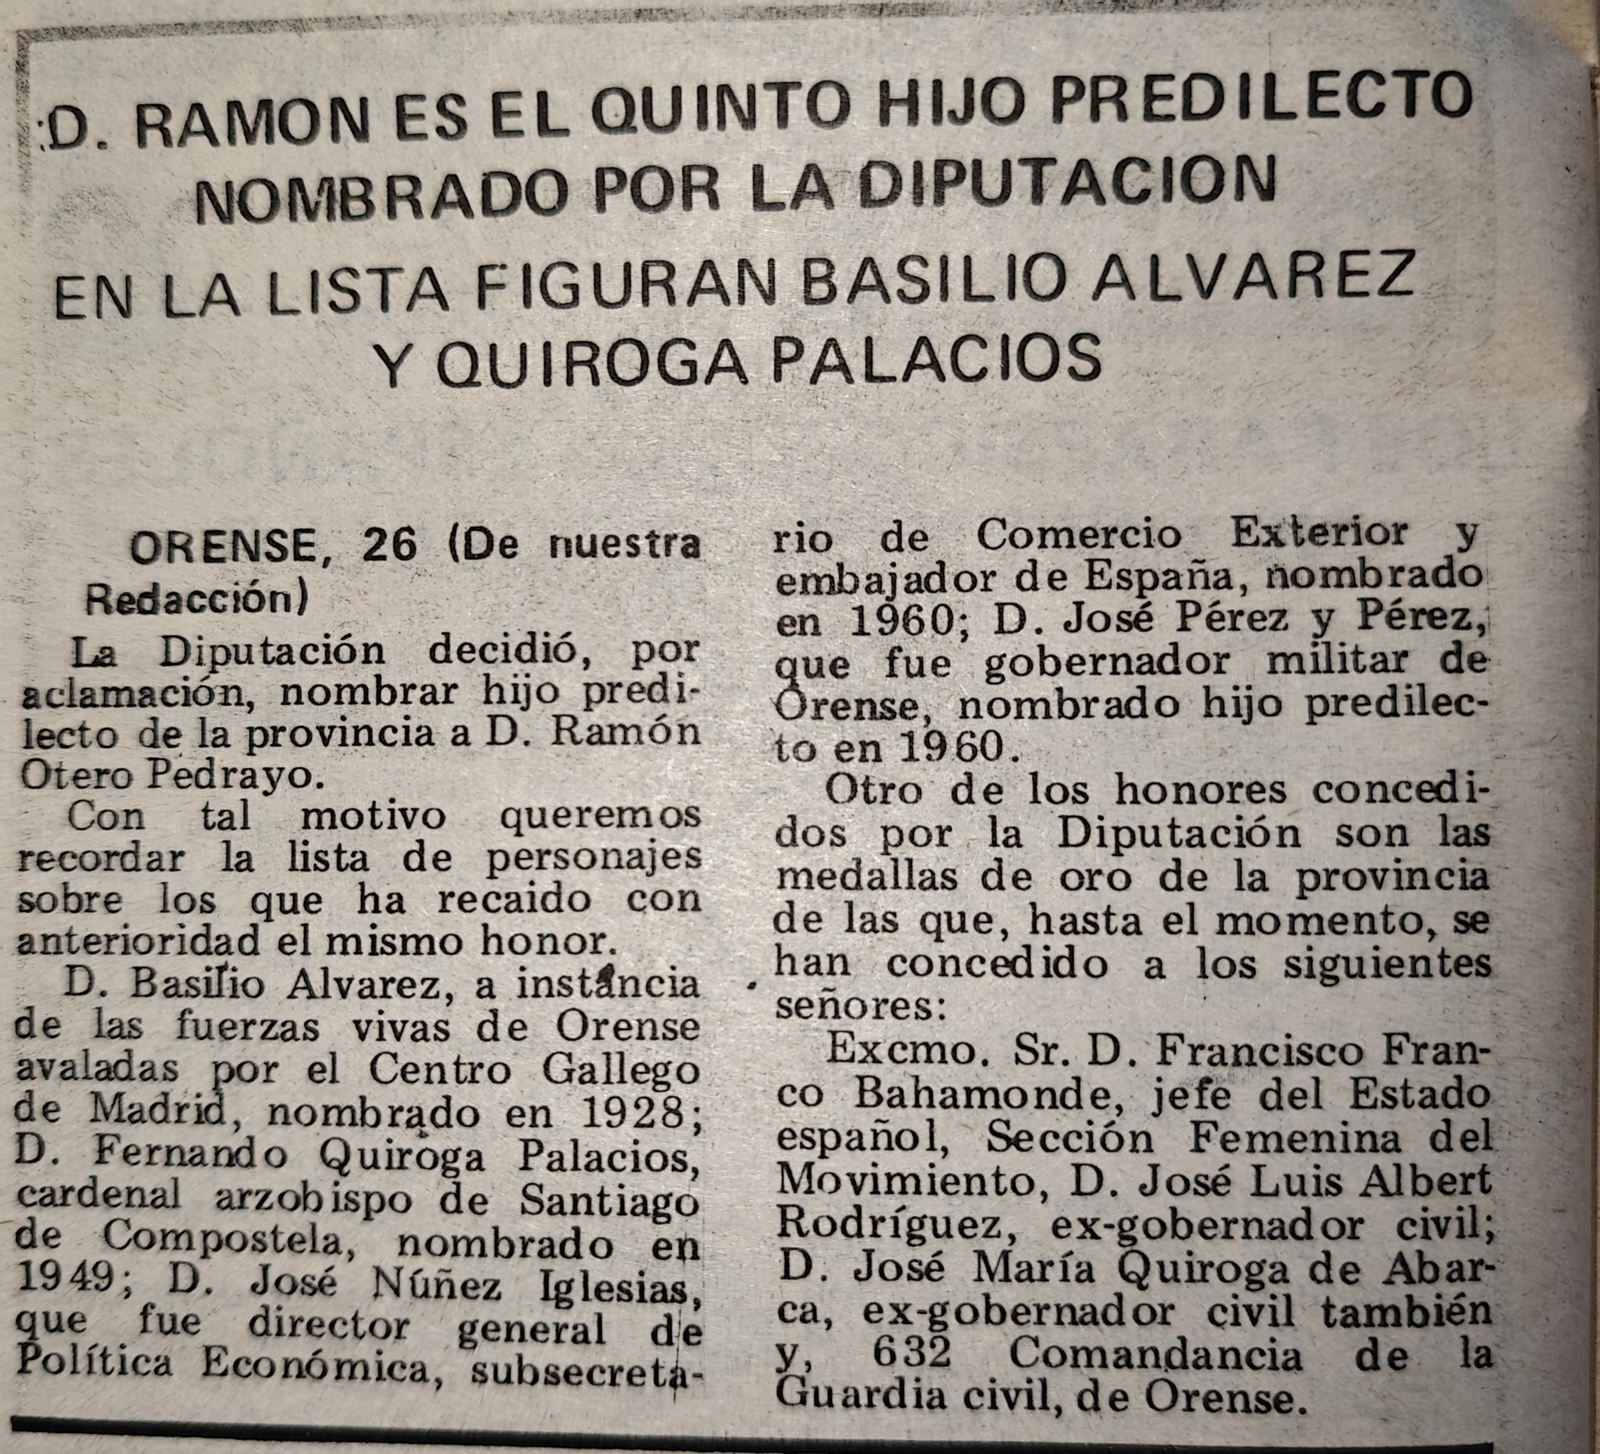 D. RAMON ES EL QUINTO HIJO PREDILECTO
NOMBRADO POR LA DIPUTACION
EN LA LISTA FIGURAN BASILIO ALVAREZ
Y QUIROGA PALACIOS
ORENSE, 26 (De nuestra
Redacción)
La Diputación decidió, por
aclamación, nombrar hijo predi-
lecto de la provincia a D. Ramón
Otero Pedrayo.
Con tal motivo queremos
recordar la lista de personajes
sobre los que ha recaido con
anterioridad el mismo honor.
D. Basilio Alvarez, a instancia
de las fuerzas vivas de Orense
avaladas por el Centro Gallego
de Madrid, nombrado en 1928;
D. Fernando Quiroga Palacios,
cardenal arzobispo de Santiago
de Compostela, nombrado en
1949; D. José Núñez Iglesias,
que fue director general de
Política Económica, subsecreta-
rio de Comercio Exterior y
embajador de España, nombrado
en 1960; D. José Pérez y Pérez,
que fue gobernador militar de
Orense, nombrado hijo predilec-
to en 1960.
Otro de los honores concedi-
dos por la Diputación son las
medallas de oro de la provincia
de las que, hasta el momento, se
han concedido a los siguientes
señores:
Excmo. Sr. D. Francisco Fran-
co Bahamonde, jefe del Estado
español, Sección Femenina del
Movimiento, D. José Luis Albert
Rodríguez, ex-gobernador civil;
D. José María Quiroga de Abar-
ca, ex-gobernador civil también
y, 632 Comandancia de la
Guardia civil, de Orense.